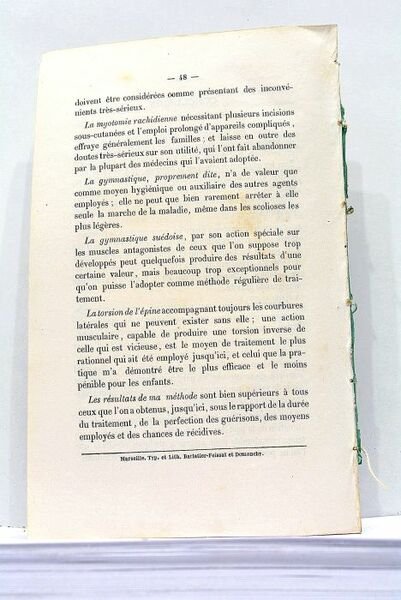 — 48 —
doivent être considérées comme présentant des inconvé-
nients très-sérieux.
La myotomie rachidienne nécessitant plusieurs incisions
sous-cutanées et l'emploi prolongé d'appareils compliqués,
effraye généralement les familles; et laisse en outre des
doutes très-sérieux sur son utilité, qui l'ont fait abandonner
par la plupart des médecins qui l'avaient adoptée.
La gymnastique, proprement dite, n'a de valeur que
comme moyen hygiénique ou auxiliaire des autres agents
employés; elle ne peut que bien rarement arrêter à elle
seule la marche de la maladie, même dans les scolioses les
plus légères.
La gymnastique suédoise, par son action spéciale sur
les muscles antagonistes de ceux que l'on suppose trop
développés peut quelquefois produire des résultats d'une
certaine valeur, mais beaucoup trop exceptionnels pour
qu'on puisse l'adopter comme méthode régulière de trai-
tement.
La torsion de l'épine accompagnant toujours les courbures
latérales qui ne peuvent exister sans elle; une action
musculaire, capable de produire une torsion inverse de
celle qui est vicieuse, est le moyen de traitement le plus
rationnel qui ait été employé jusqu'ici, et celui que la pra-
tique m'a démontré être le plus efficace et le moins
pénible pour les enfants.
Les résultats de ma méthode sont bien supérieurs à tous
ceux que l'on a obtenus, jusqu'ici, sous le rapport de la durée
du traitement, de la perfection des guérisons, des moyens
employés et des chances de récidives.
Marseille. Typ. et Lith. Barlatier-Feissat et Demonchy.